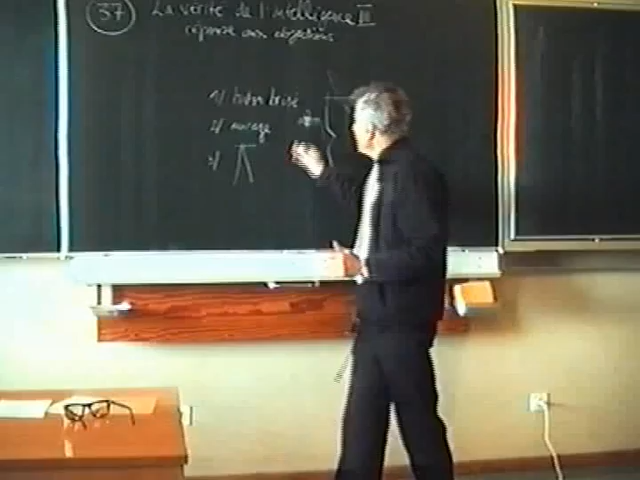 37 La vérité de l'intelligence III
réponse aux objections
1/ bâton brisé
2/ mirage
3/